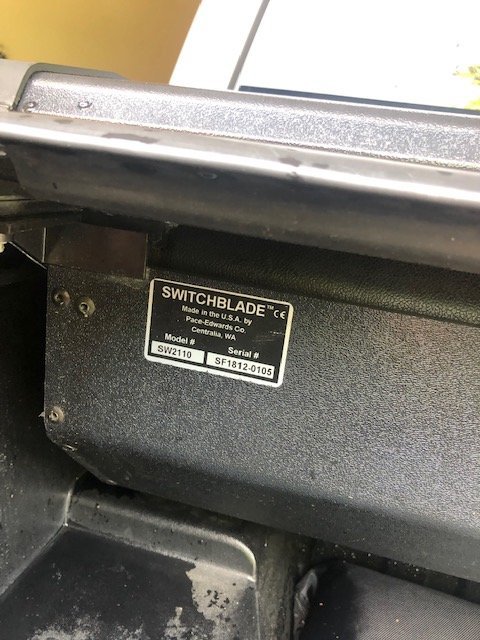 SWITCHBLADE™ CE
Made in the U.S.A. by
Pace-Edwards Co.
Centralia, WA
Model # Serial #
SW2110 SF1812-0105